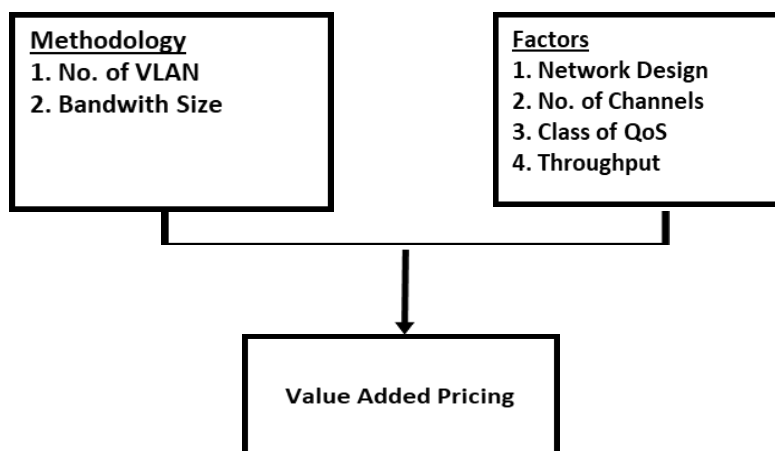 Methodology
1. No. of VLAN
2. Bandwith Size
Factors
1. Network Design
2. No. of Channels
3. Class of QoS
4. Throughput
Value Added Pricing